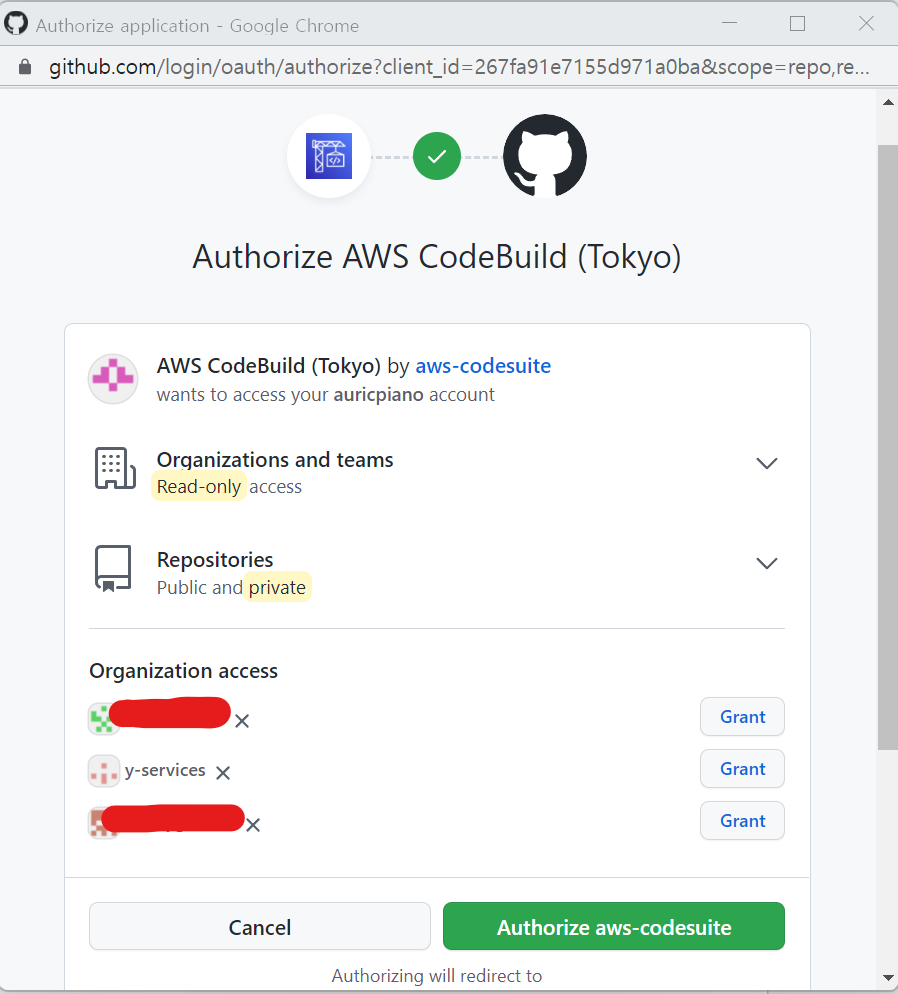 Authorize application - Google Chrome
github.com/login/oauth/authorize?client_id=267fa91e7155d971a0ba&scope=repo,re...
Authorize AWS CodeBuild (Tokyo)
AWS CodeBuild (Tokyo) by aws-codesuite
wants to access your auricpiano account
Organizations and teams
Read-only access
Repositories
Public and private
Organization access
Grant
y-services
Grant
Grant
Cancel
Authorize aws-codesuite
Authorizing will redirect to